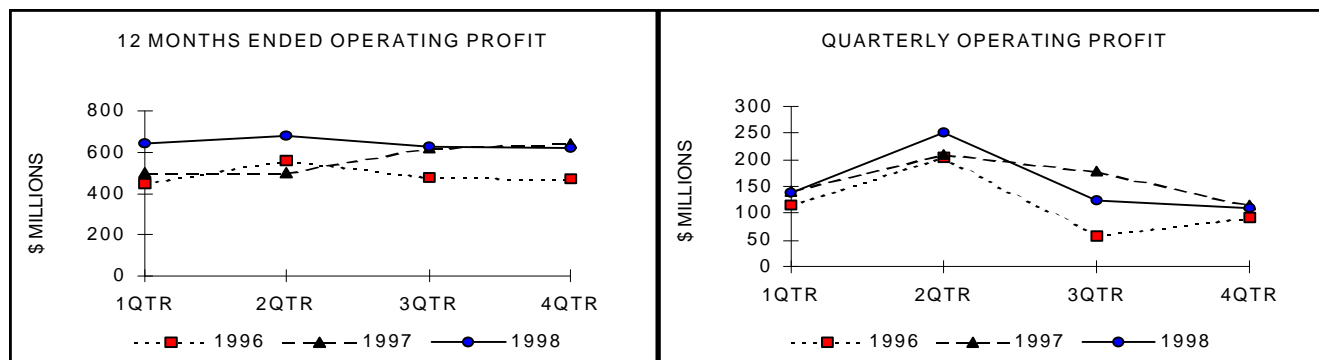 12 MONTHS ENDED OPERATING PROFIT
$ MILLIONS
800
600
400
200
0
1QTR 2QTR 3QTR 4QTR
1996 1997 1998
QUARTERLY OPERATING PROFIT
$ MILLIONS
300
250
200
150
100
50
0
1QTR 2QTR 3QTR 4QTR
1996 1997 1998